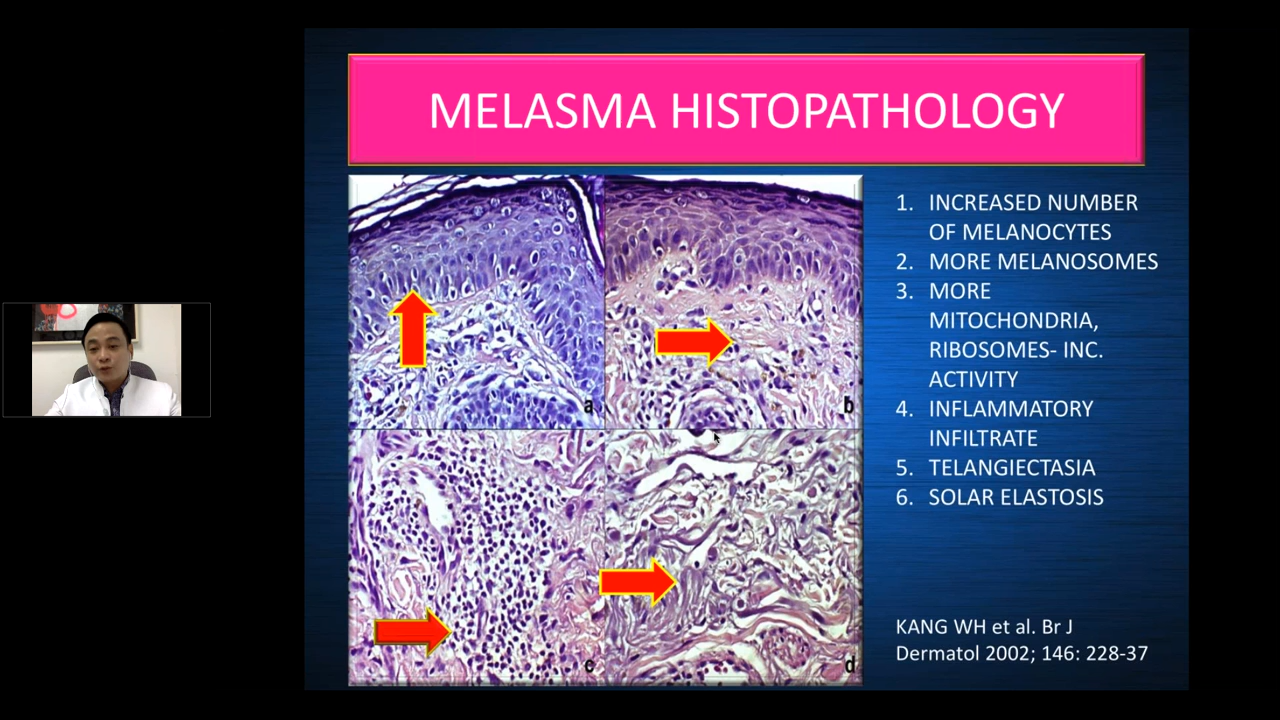 MELASMA HISTOPATHOLOGY
a
b
c
d
1. INCREASED NUMBER
OF MELANOCYTES
2. MORE MELANOSOMES
3. MORE
MITOCHONDRIA,
RIBOSOMES- INC.
ACTIVITY
4. INFLAMMATORY
INFILTRATE
5. TELANGIECTASIA
6. SOLAR ELASTOSIS
KANG WH et al. Br J
Dermatol 2002; 146: 228-37